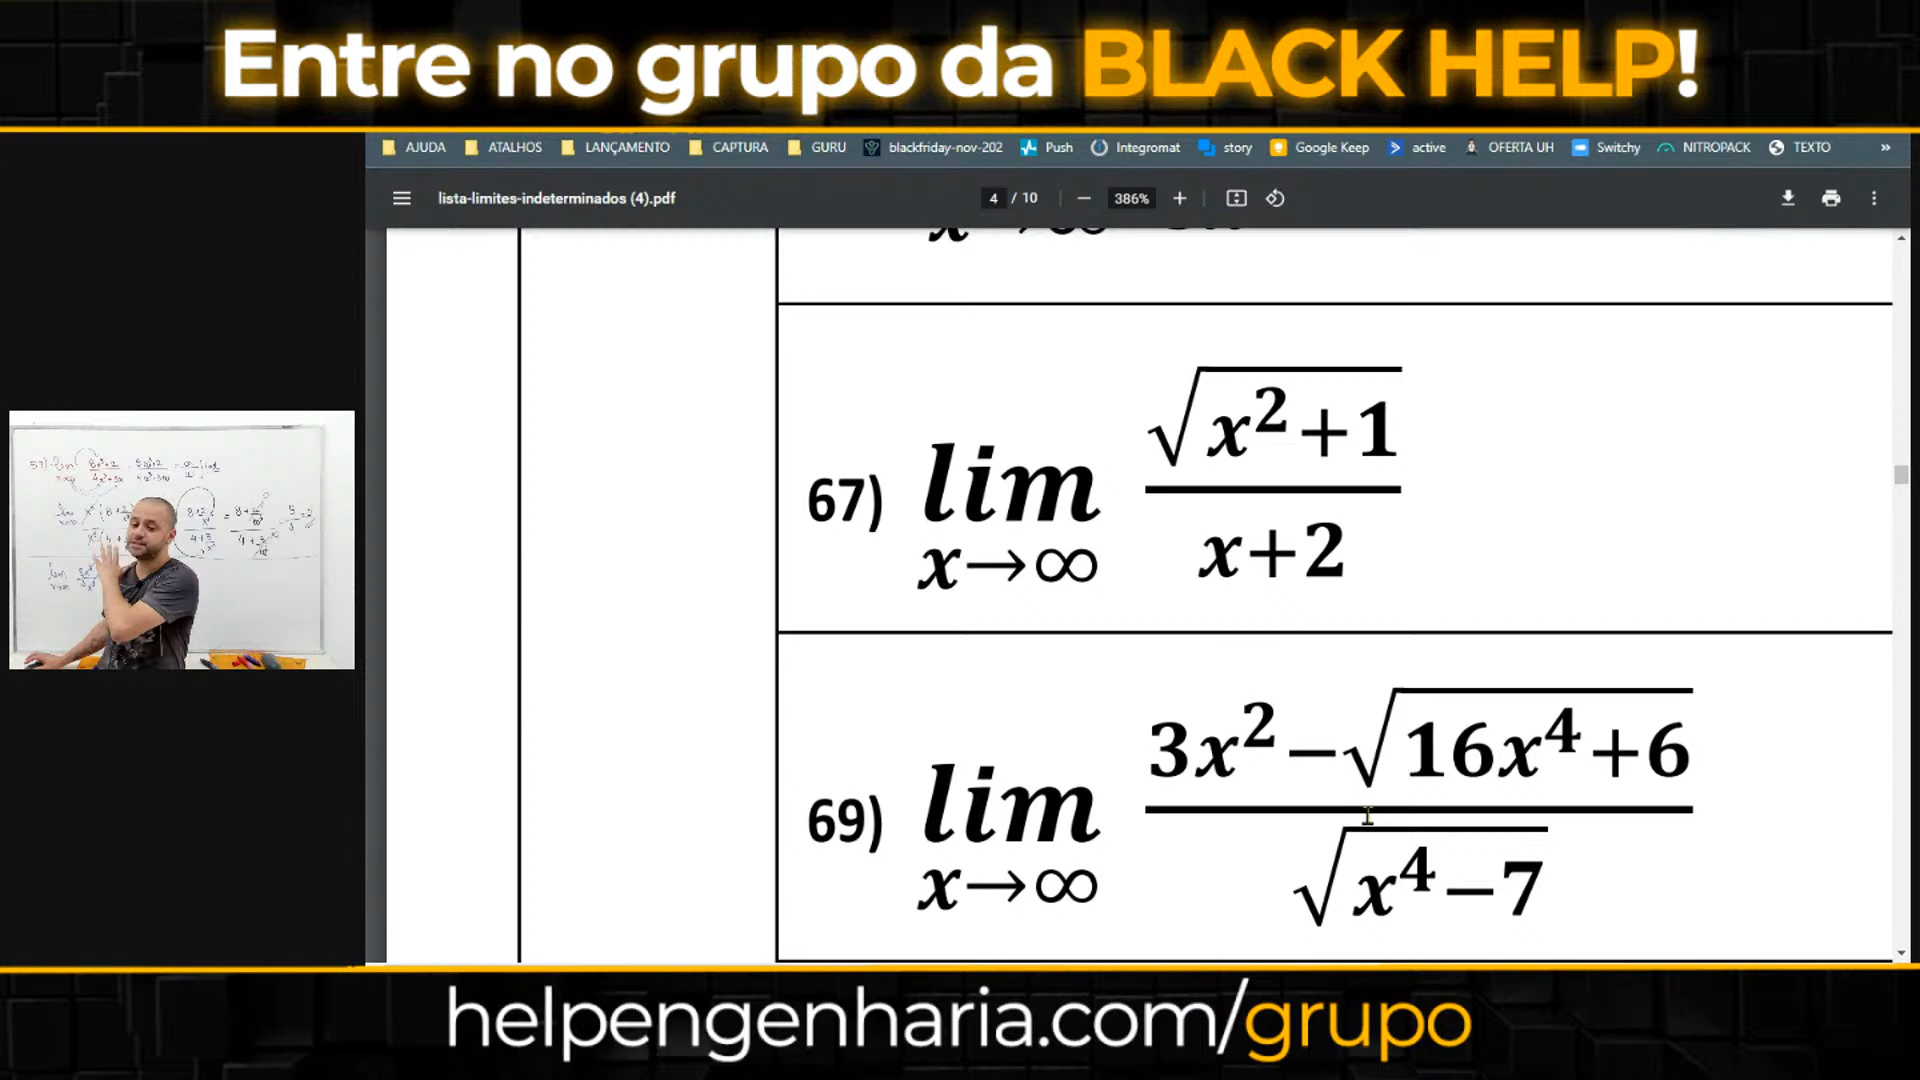 Entre no grupo da BLACK HELP!
AJUDA ATALHOS LANÇAMENTO CAPTURA GURU blackfriday-nov-202 Push Integromat story Google Keep active OFERTA UH Switchy NITROPACK TEXTO »
lista-limites-indeterminados (4).pdf 4 / 10 − 386% +
67) lim x→∞ √(x²+1) / x+2
69) lim x→∞ 3x²−√(16x⁴+6) / √(x⁴−7)
helpengenharia.com/grupo